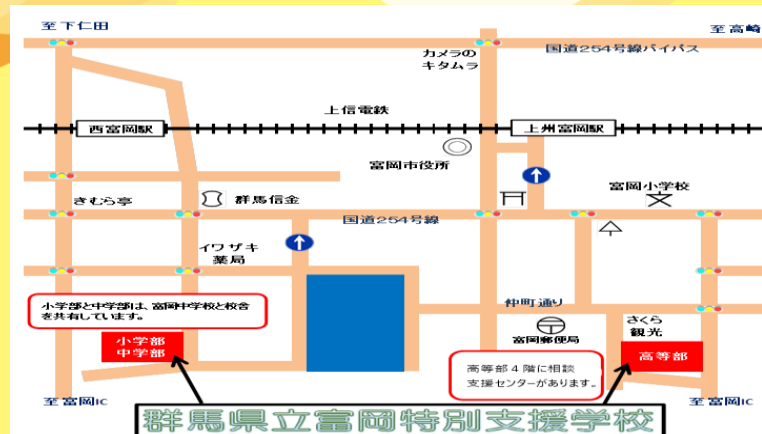 至下仁田
至高崎
カメラの
キタムラ
国道254号線バイパス
上信電鉄
西富岡駅
上州富岡駅
富岡市役所
富岡小学校
きむら亭
群馬信金
国道254号線
イワザキ
薬局
小学部と中学部は、富岡中学校と校舎
を共有しています。
仲町通り
さくら
観光
富岡郵便局
小学部
中学部
高等部4階に相談
支援センターがあります。
高等部
至富岡IC
至富岡IC
群馬県立富岡特別支援学校